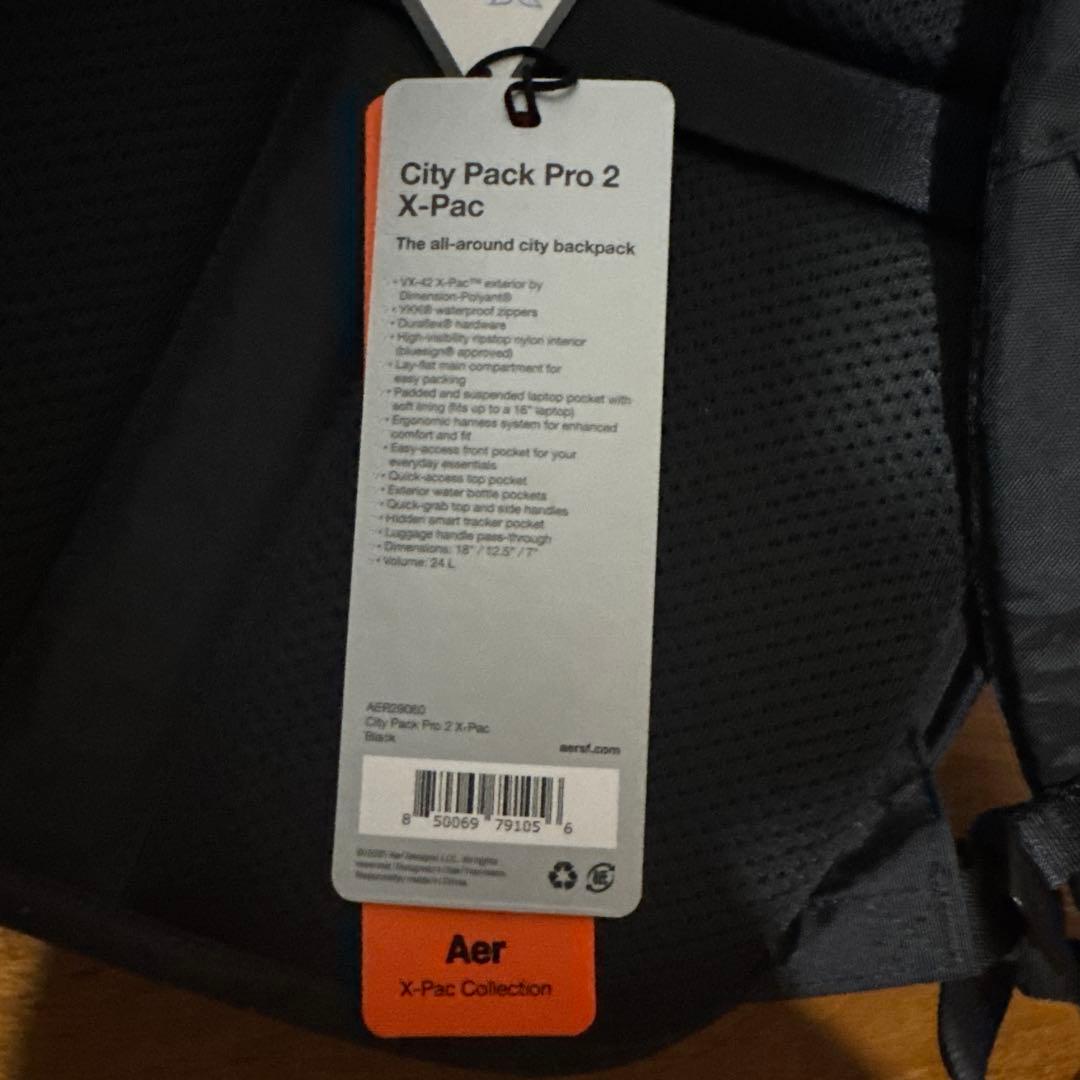 City Pack Pro 2
X-Pac
The all-around city backpack
• VX-42 X-Pac™ exterior by
Dimension-Polyant®
• YKK® waterproof zippers
• Duraflex® hardware
• High-visibility ripstop nylon interior
(bluesign® approved)
• Lay-flat main compartment for
easy packing
• Padded and suspended laptop pocket with
soft lining (fits up to a 16" laptop)
• Ergonomic harness system for enhanced
comfort and fit
• Easy-access front pocket for your
everyday essentials
• Quick-access top pocket
• Exterior water bottle pockets
• Quick-grab top and side handles
• Hidden smart tracker pocket
• Luggage handle pass-through
• Dimensions: 18" / 12.5" / 7"
• Volume: 24 L
AER29060
City Pack Pro 2 X-Pac
Black
aersf.com
8 50069 79105 6
Aer
X-Pac Collection